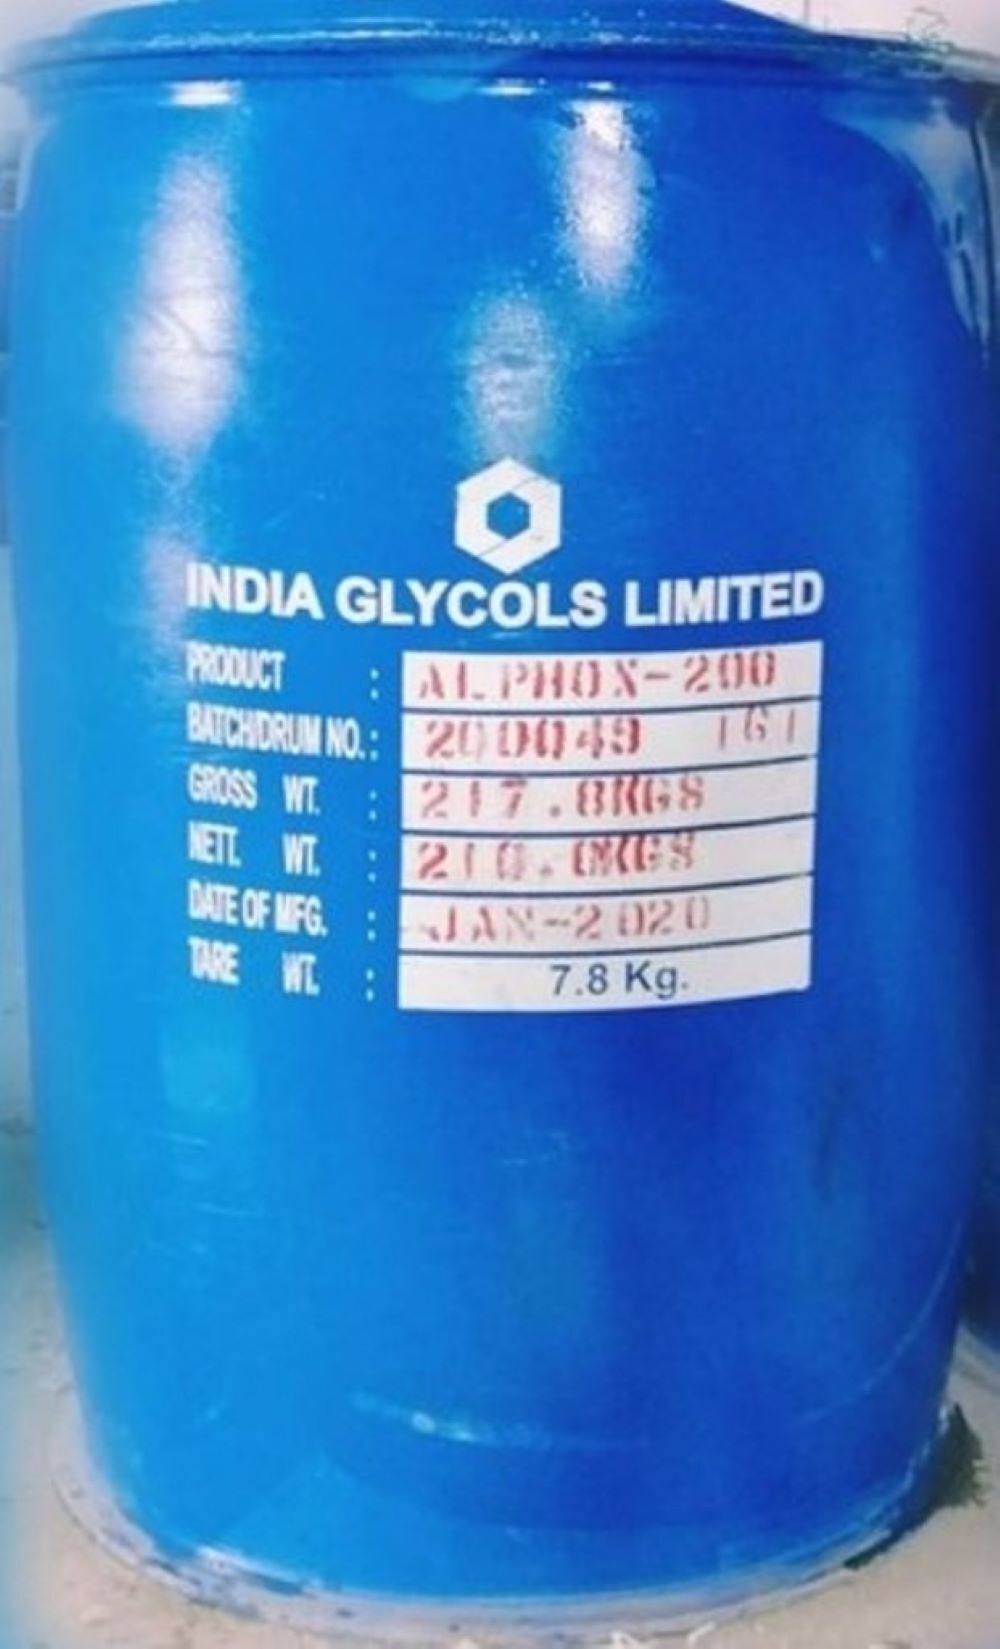 INDIA GLYCOLS LIMITED
PRODUCT : ALPHOX-200
BATCH/DRUM NO. : 200049 161
GROSS WT. : 217.8KGS
NETT. WT. : 210.0KGS
DATE OF MFG. : JAN-2020
TARE WT. : 7.8 Kg.